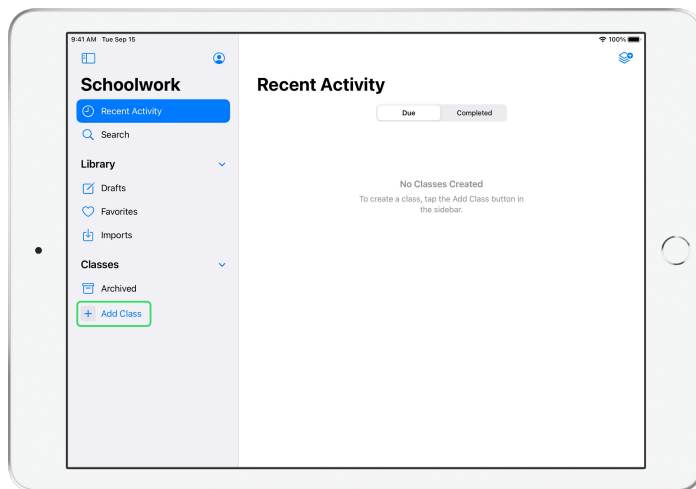 9:41 AM Tue Sep 15
100%
Schoolwork
Recent Activity
Search
Library
Drafts
Favorites
Imports
Classes
Archived
Add Class
Recent Activity
Due
Completed
No Classes Created
To create a class, tap the Add Class button in
the sidebar.